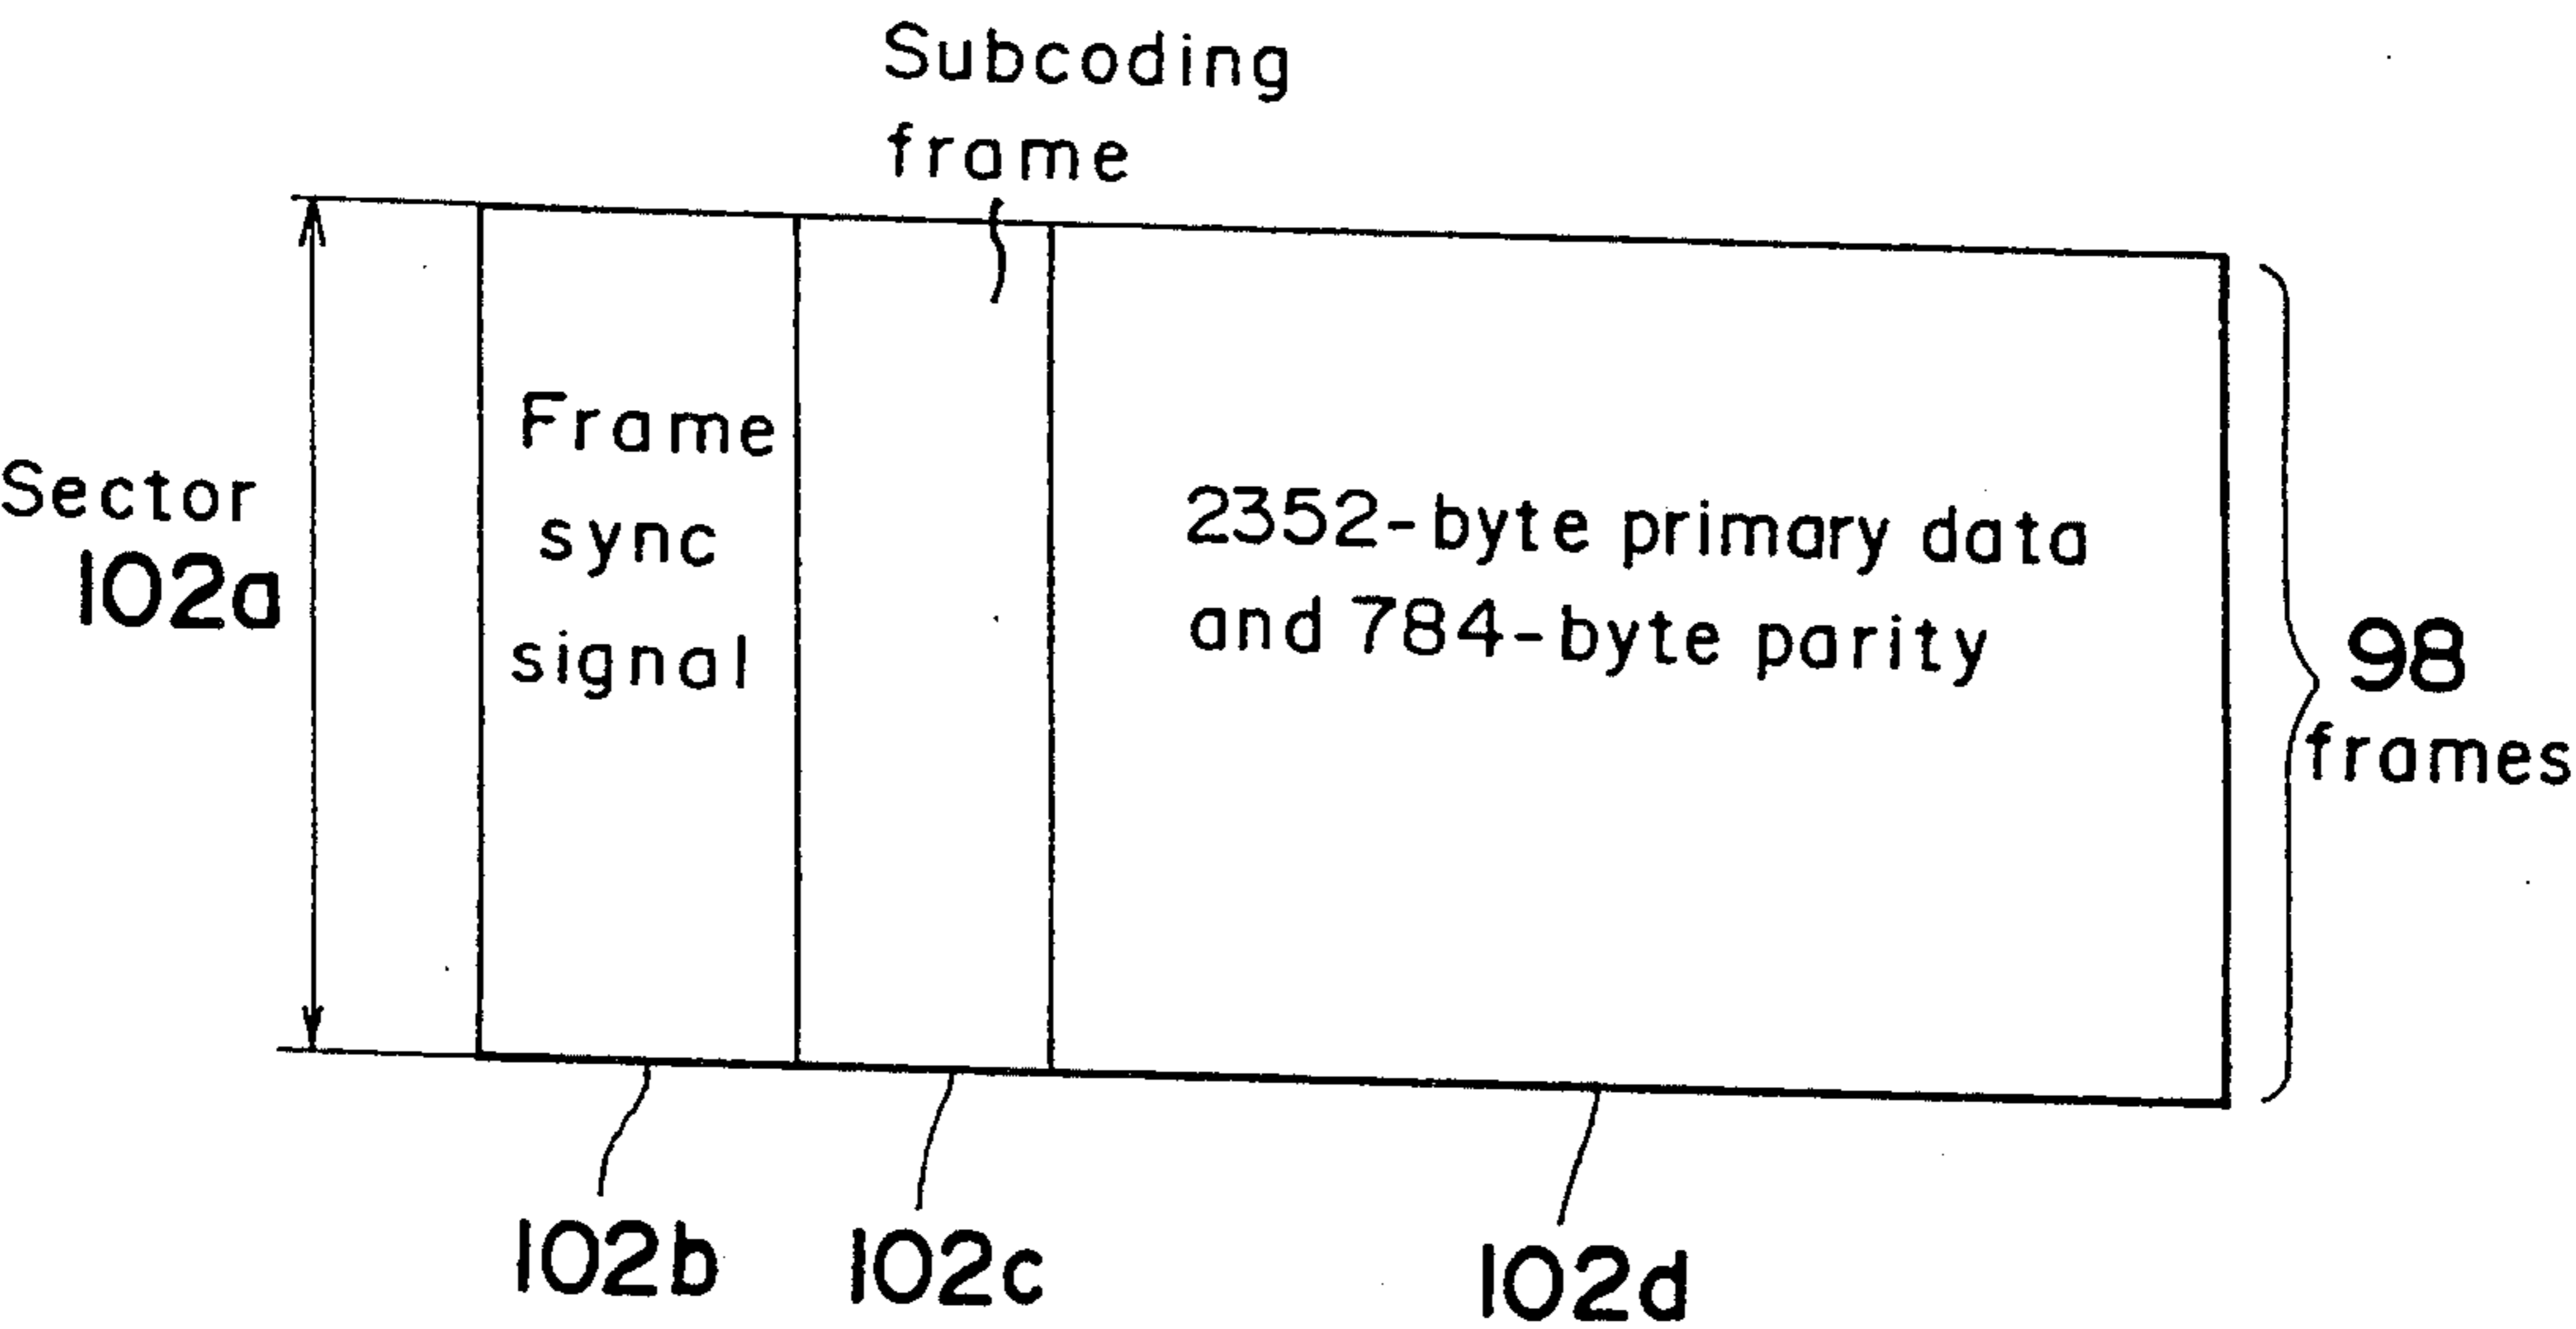 Subcoding
frame
Sector
102a
Frame
sync
signal
2352-byte primary data
and 784-byte parity
98
frames
102b
102c
102d